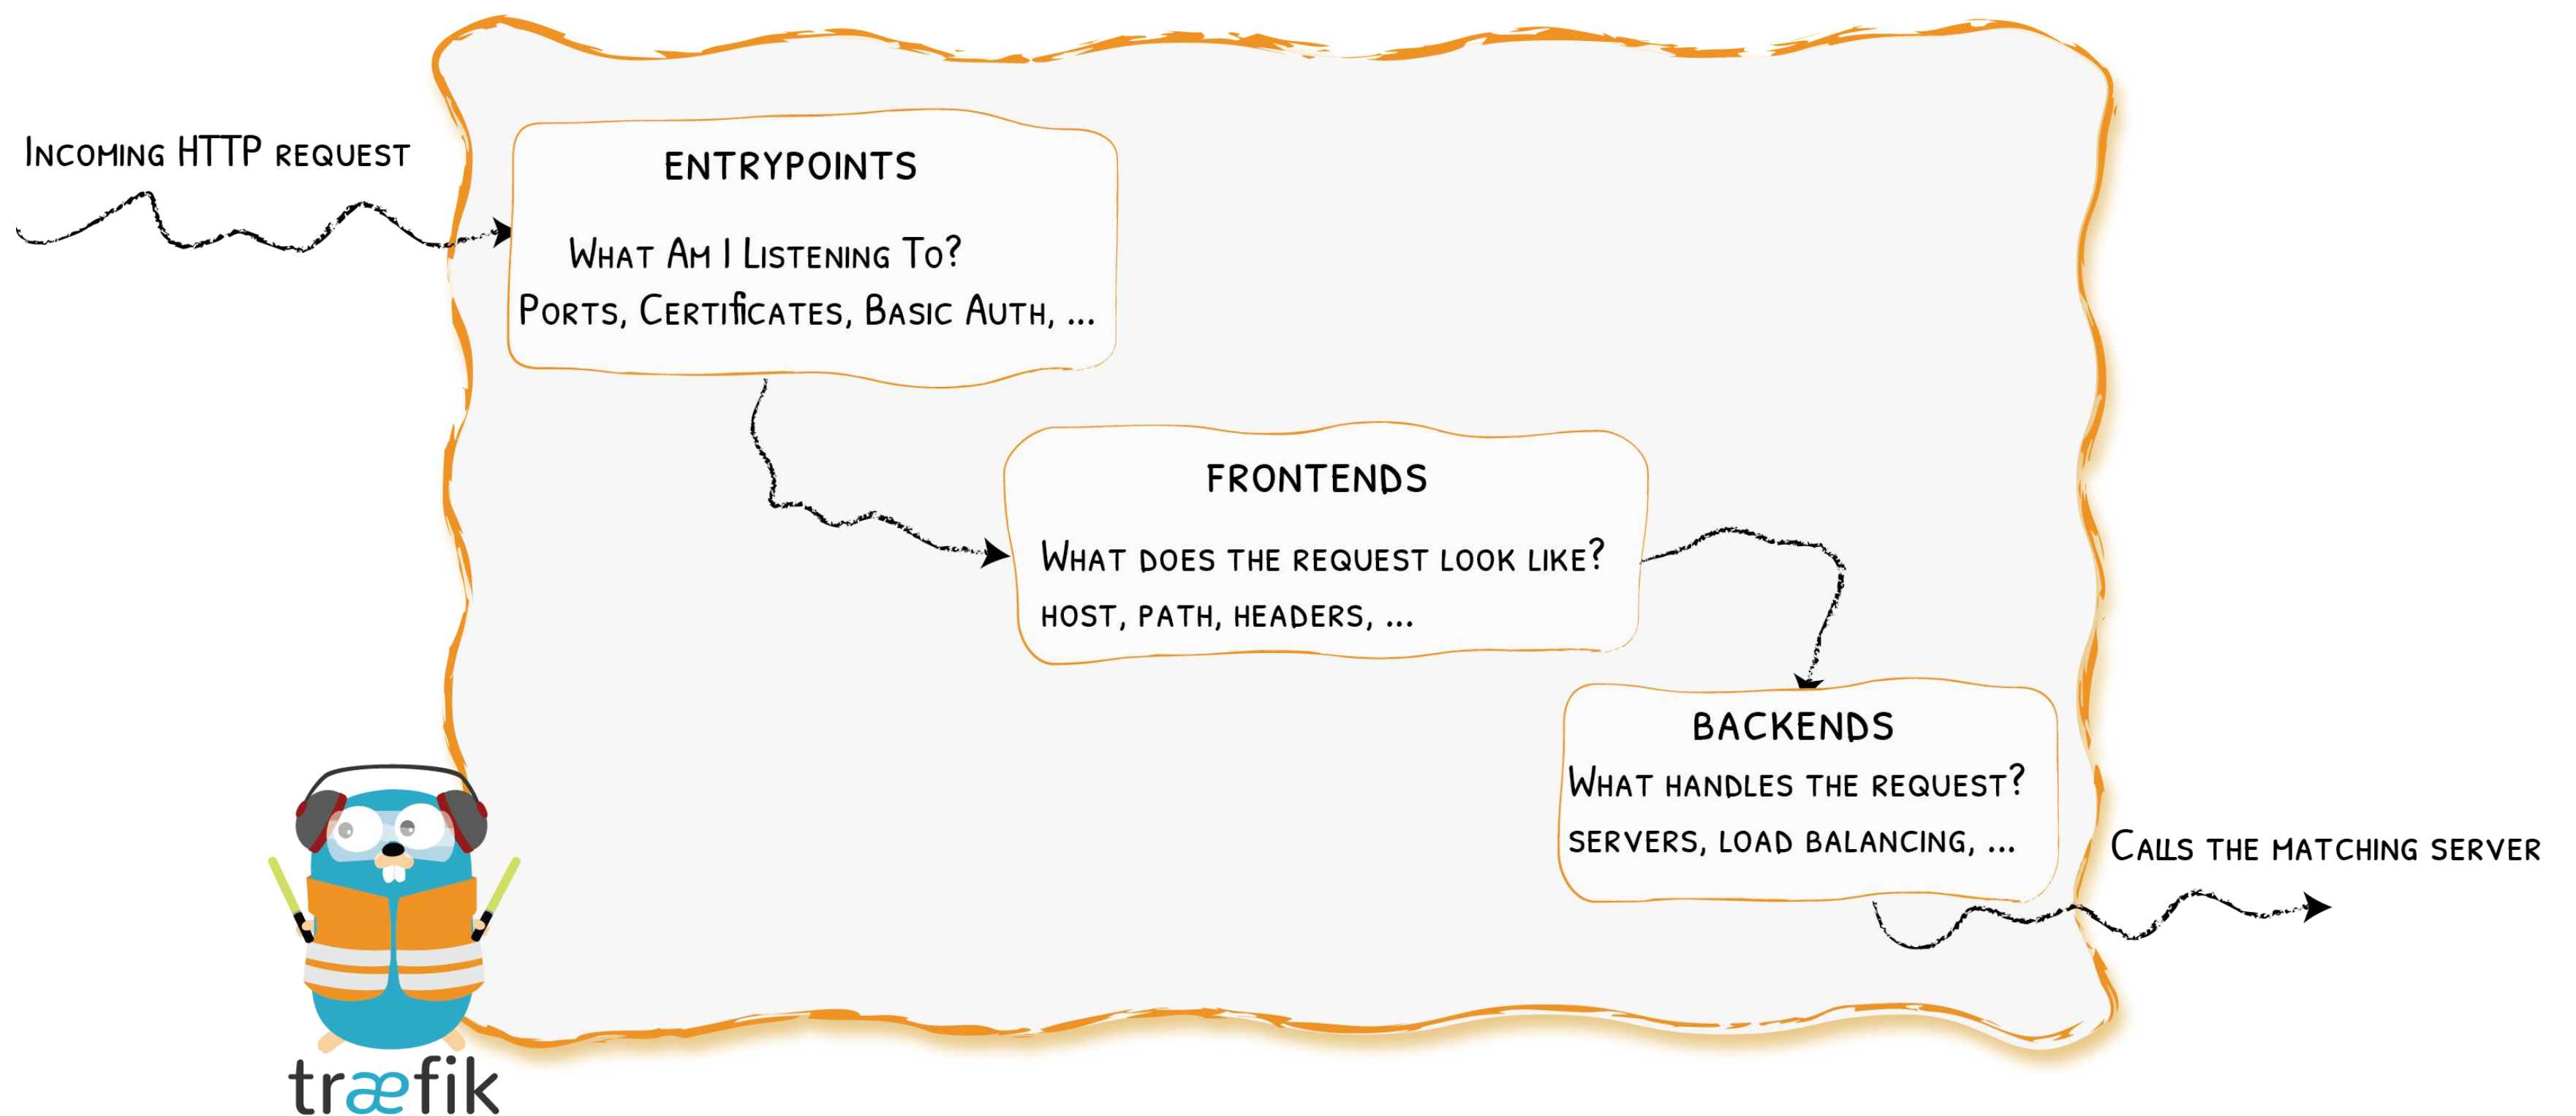 Incoming HTTP request
ENTRYPOINTS
What Am I Listening To?
Ports, Certificates, Basic Auth, ...
FRONTENDS
What does the request look like?
host, path, headers, ...
BACKENDS
What handles the request?
servers, load balancing, ...
Calls the matching server
træfik